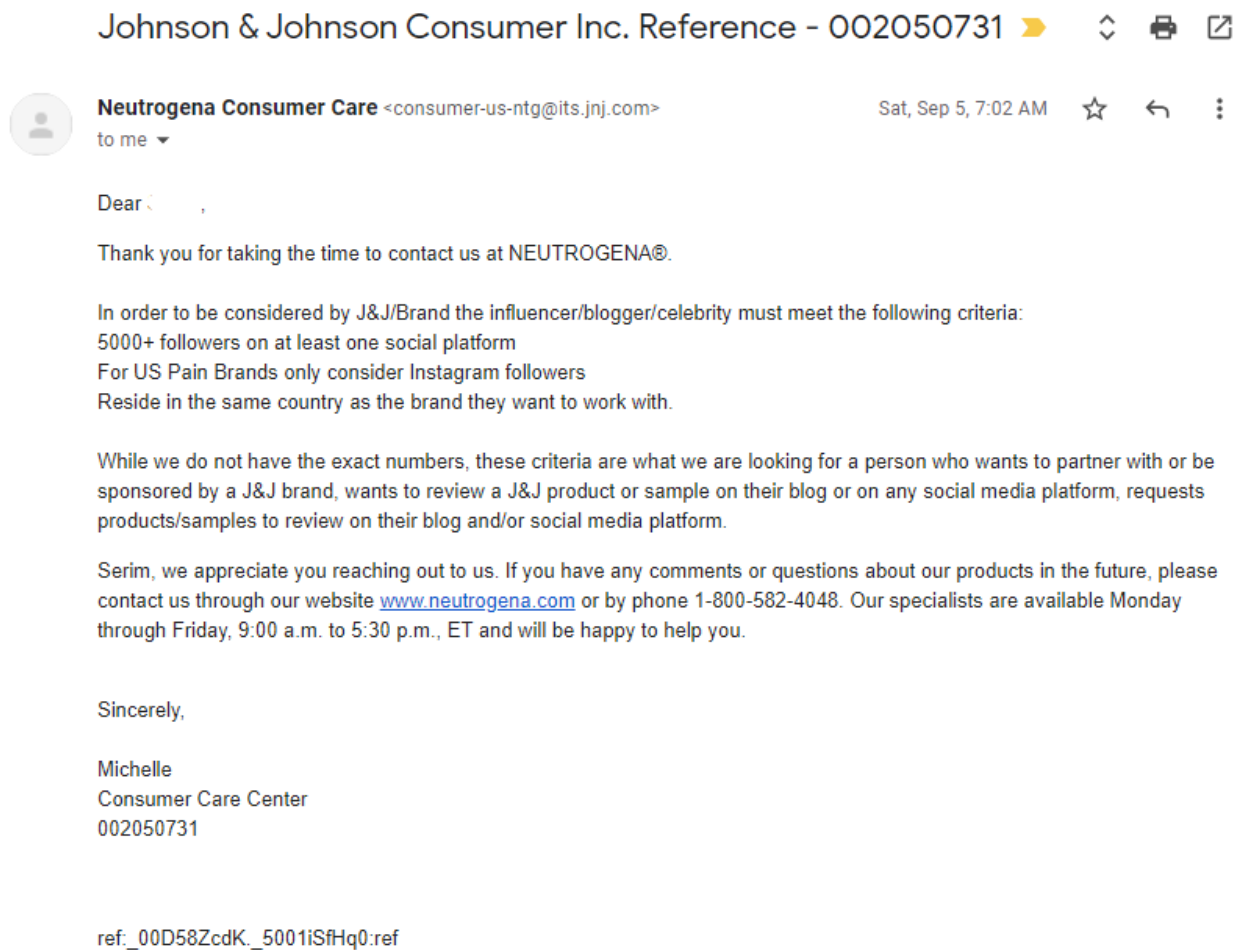 Johnson & Johnson Consumer Inc. Reference - 002050731
Neutrogena Consumer Care <consumer-us-ntg@its.jnj.com>
Sat, Sep 5, 7:02 AM
to me
Dear ,
Thank you for taking the time to contact us at NEUTROGENA®.
In order to be considered by J&J/Brand the influencer/blogger/celebrity must meet the following criteria:
5000+ followers on at least one social platform
For US Pain Brands only consider Instagram followers
Reside in the same country as the brand they want to work with.
While we do not have the exact numbers, these criteria are what we are looking for a person who wants to partner with or be
sponsored by a J&J brand, wants to review a J&J product or sample on their blog or on any social media platform, requests
products/samples to review on their blog and/or social media platform.
Serim, we appreciate you reaching out to us. If you have any comments or questions about our products in the future, please
contact us through our website www.neutrogena.com or by phone 1-800-582-4048. Our specialists are available Monday
through Friday, 9:00 a.m. to 5:30 p.m., ET and will be happy to help you.
Sincerely,
Michelle
Consumer Care Center
002050731
ref:_00D58ZcdK._5001iSfHq0:ref